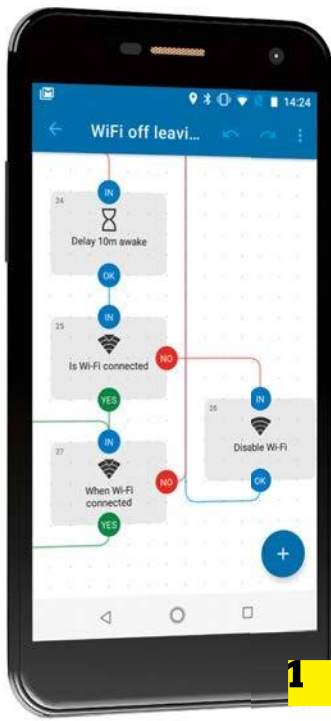 14:24
WiFi off leavi...
IN
24
Delay 10m awake
OK
IN
25
Is Wi-Fi connected
NO
YES
IN
26
Disable Wi-Fi
OK
IN
27
When Wi-Fi
connected
NO
YES
+
1